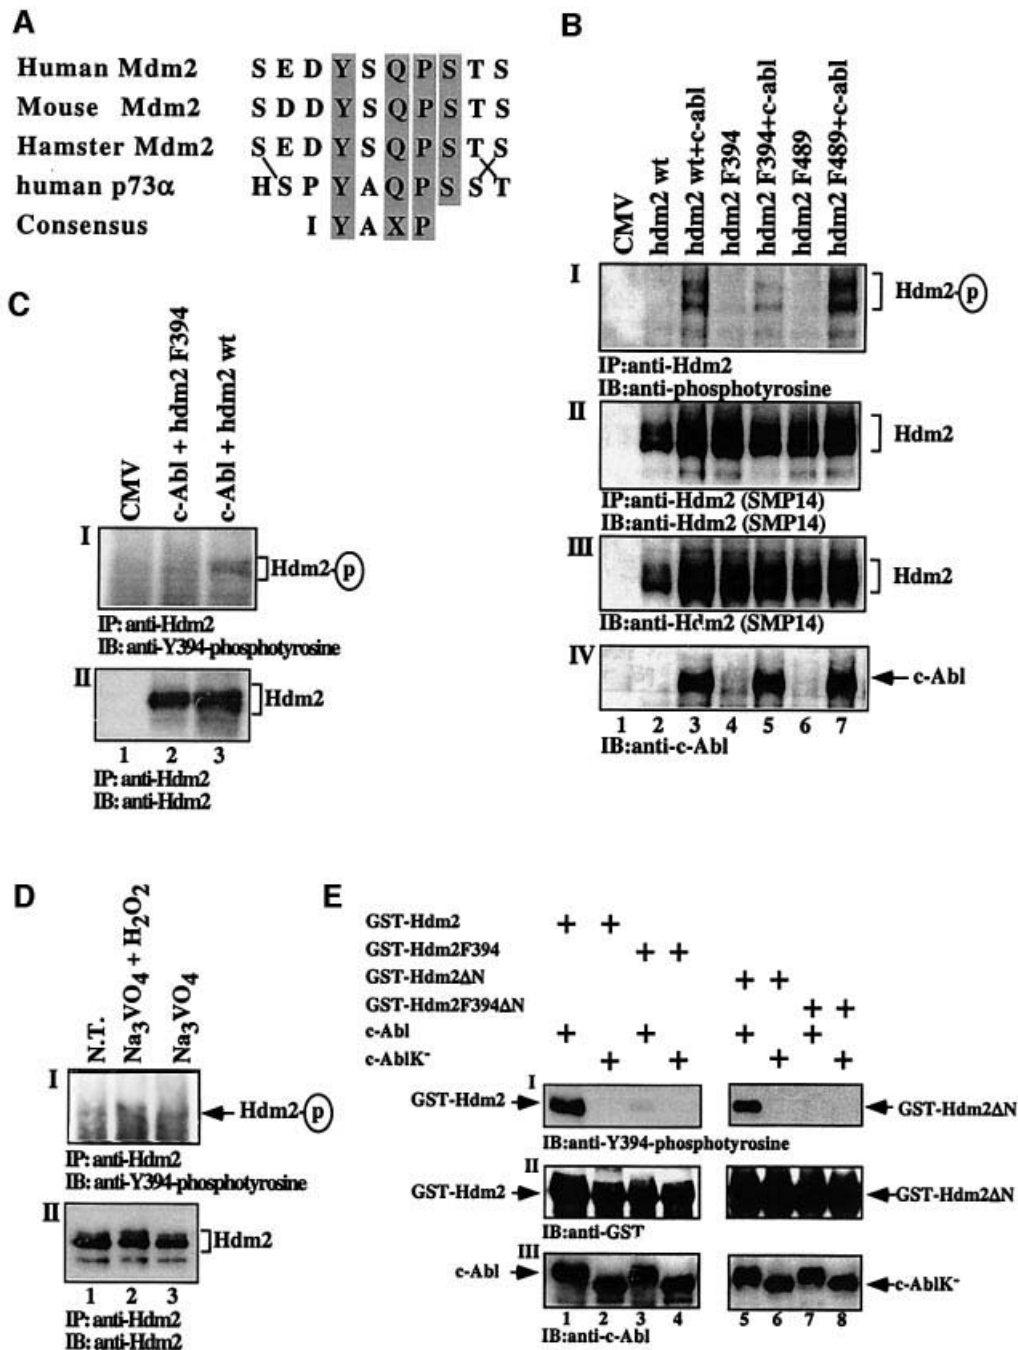 A
Human Mdm2 S E D Y S Q P S T S
Mouse Mdm2 S D D Y S Q P S T S
Hamster Mdm2 S E D Y S Q P S T S
human p73α H S P Y A Q P S S T
Consensus I Y A X P
B
CMV
hdm2 wt
hdm2 wt+c-abl
hdm2 F394
hdm2 F394+c-abl
hdm2 F489
hdm2 F489+c-abl
I
Hdm2-p
IP:anti-Hdm2
IB:anti-phosphotyrosine
II
Hdm2
IP:anti-Hdm2 (SMP14)
IB:anti-Hdm2 (SMP14)
III
Hdm2
IB:anti-Hdm2 (SMP14)
IV
c-Abl
1 2 3 4 5 6 7
IB:anti-c-Abl
C
CMV
c-Abl + hdm2 F394
c-Abl + hdm2 wt
I
Hdm2-p
IP: anti-Hdm2
IB: anti-Y394-phosphotyrosine
II
Hdm2
1 2 3
IP: anti-Hdm2
IB: anti-Hdm2
D
N.T.
Na3VO4 + H2O2
Na3VO4
I
Hdm2-p
IP: anti-Hdm2
IB: anti-Y394-phosphotyrosine
II
Hdm2
1 2 3
IP: anti-Hdm2
IB: anti-Hdm2
E
GST-Hdm2 + +
GST-Hdm2F394 + +
GST-Hdm2ΔN + +
GST-Hdm2F394ΔN + +
c-Abl + + + +
c-AblK- + + + +
I
GST-Hdm2
GST-Hdm2ΔN
IB:anti-Y394-phosphotyrosine
II
GST-Hdm2
GST-Hdm2ΔN
IB:anti-GST
III
c-Abl
c-AblK-
1 2 3 4 5 6 7 8
IB:anti-c-Abl